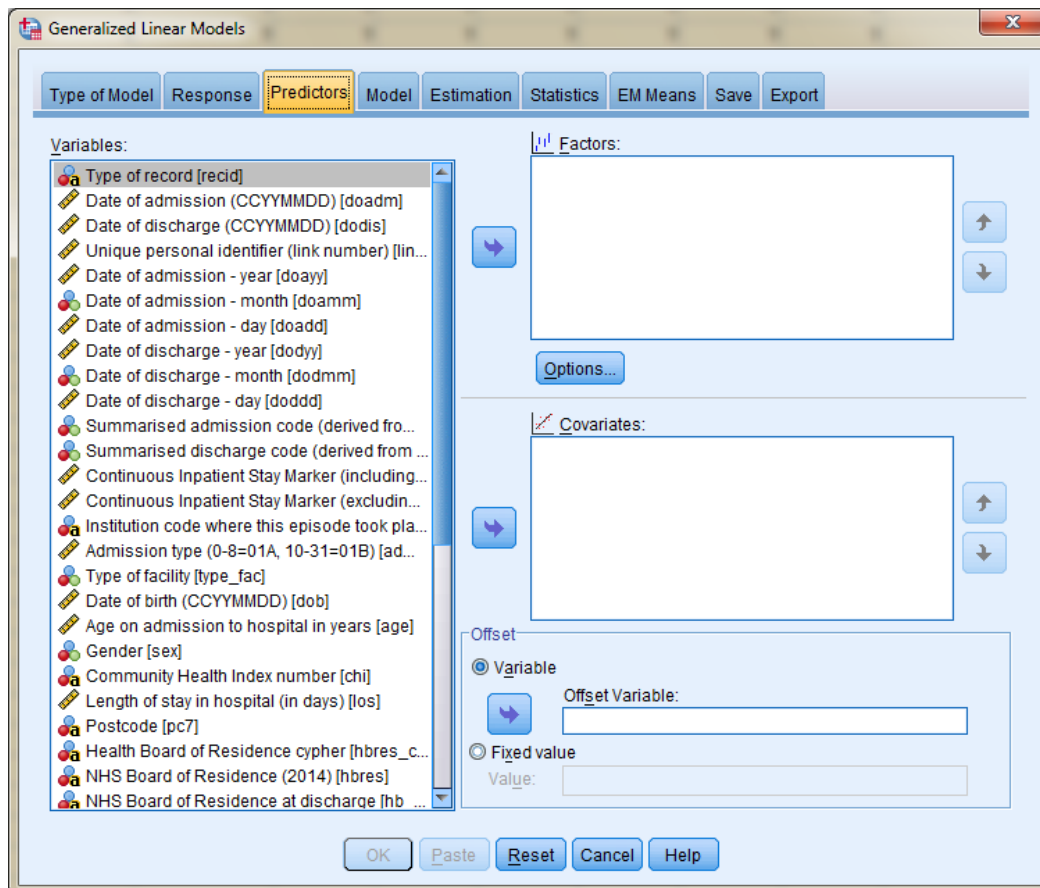 Generalized Linear Models
Type of Model Response Predictors Model Estimation Statistics EM Means Save Export
Variables:
Type of record [recid]
Date of admission (CCYYMMDD) [doadm]
Date of discharge (CCYYMMDD) [dodis]
Unique personal identifier (link number) [lin...
Date of admission - year [doayy]
Date of admission - month [doamm]
Date of admission - day [doadd]
Date of discharge - year [dodyy]
Date of discharge - month [dodmm]
Date of discharge - day [doddd]
Summarised admission code (derived fro...
Summarised discharge code (derived from ...
Continuous Inpatient Stay Marker (including...
Continuous Inpatient Stay Marker (excludin...
Institution code where this episode took pla...
Admission type (0-8=01A, 10-31=01B) [ad...
Type of facility [type_fac]
Date of birth (CCYYMMDD) [dob]
Age on admission to hospital in years [age]
Gender [sex]
Community Health Index number [chi]
Length of stay in hospital (in days) [los]
Postcode [pc7]
Health Board of Residence cypher [hbres_c...
NHS Board of Residence (2014) [hbres]
NHS Board of Residence at discharge [hb_...
Factors:
Options...
Covariates:
Offset
Variable
Offset Variable:
Fixed value
Value:
OK Paste Reset Cancel Help